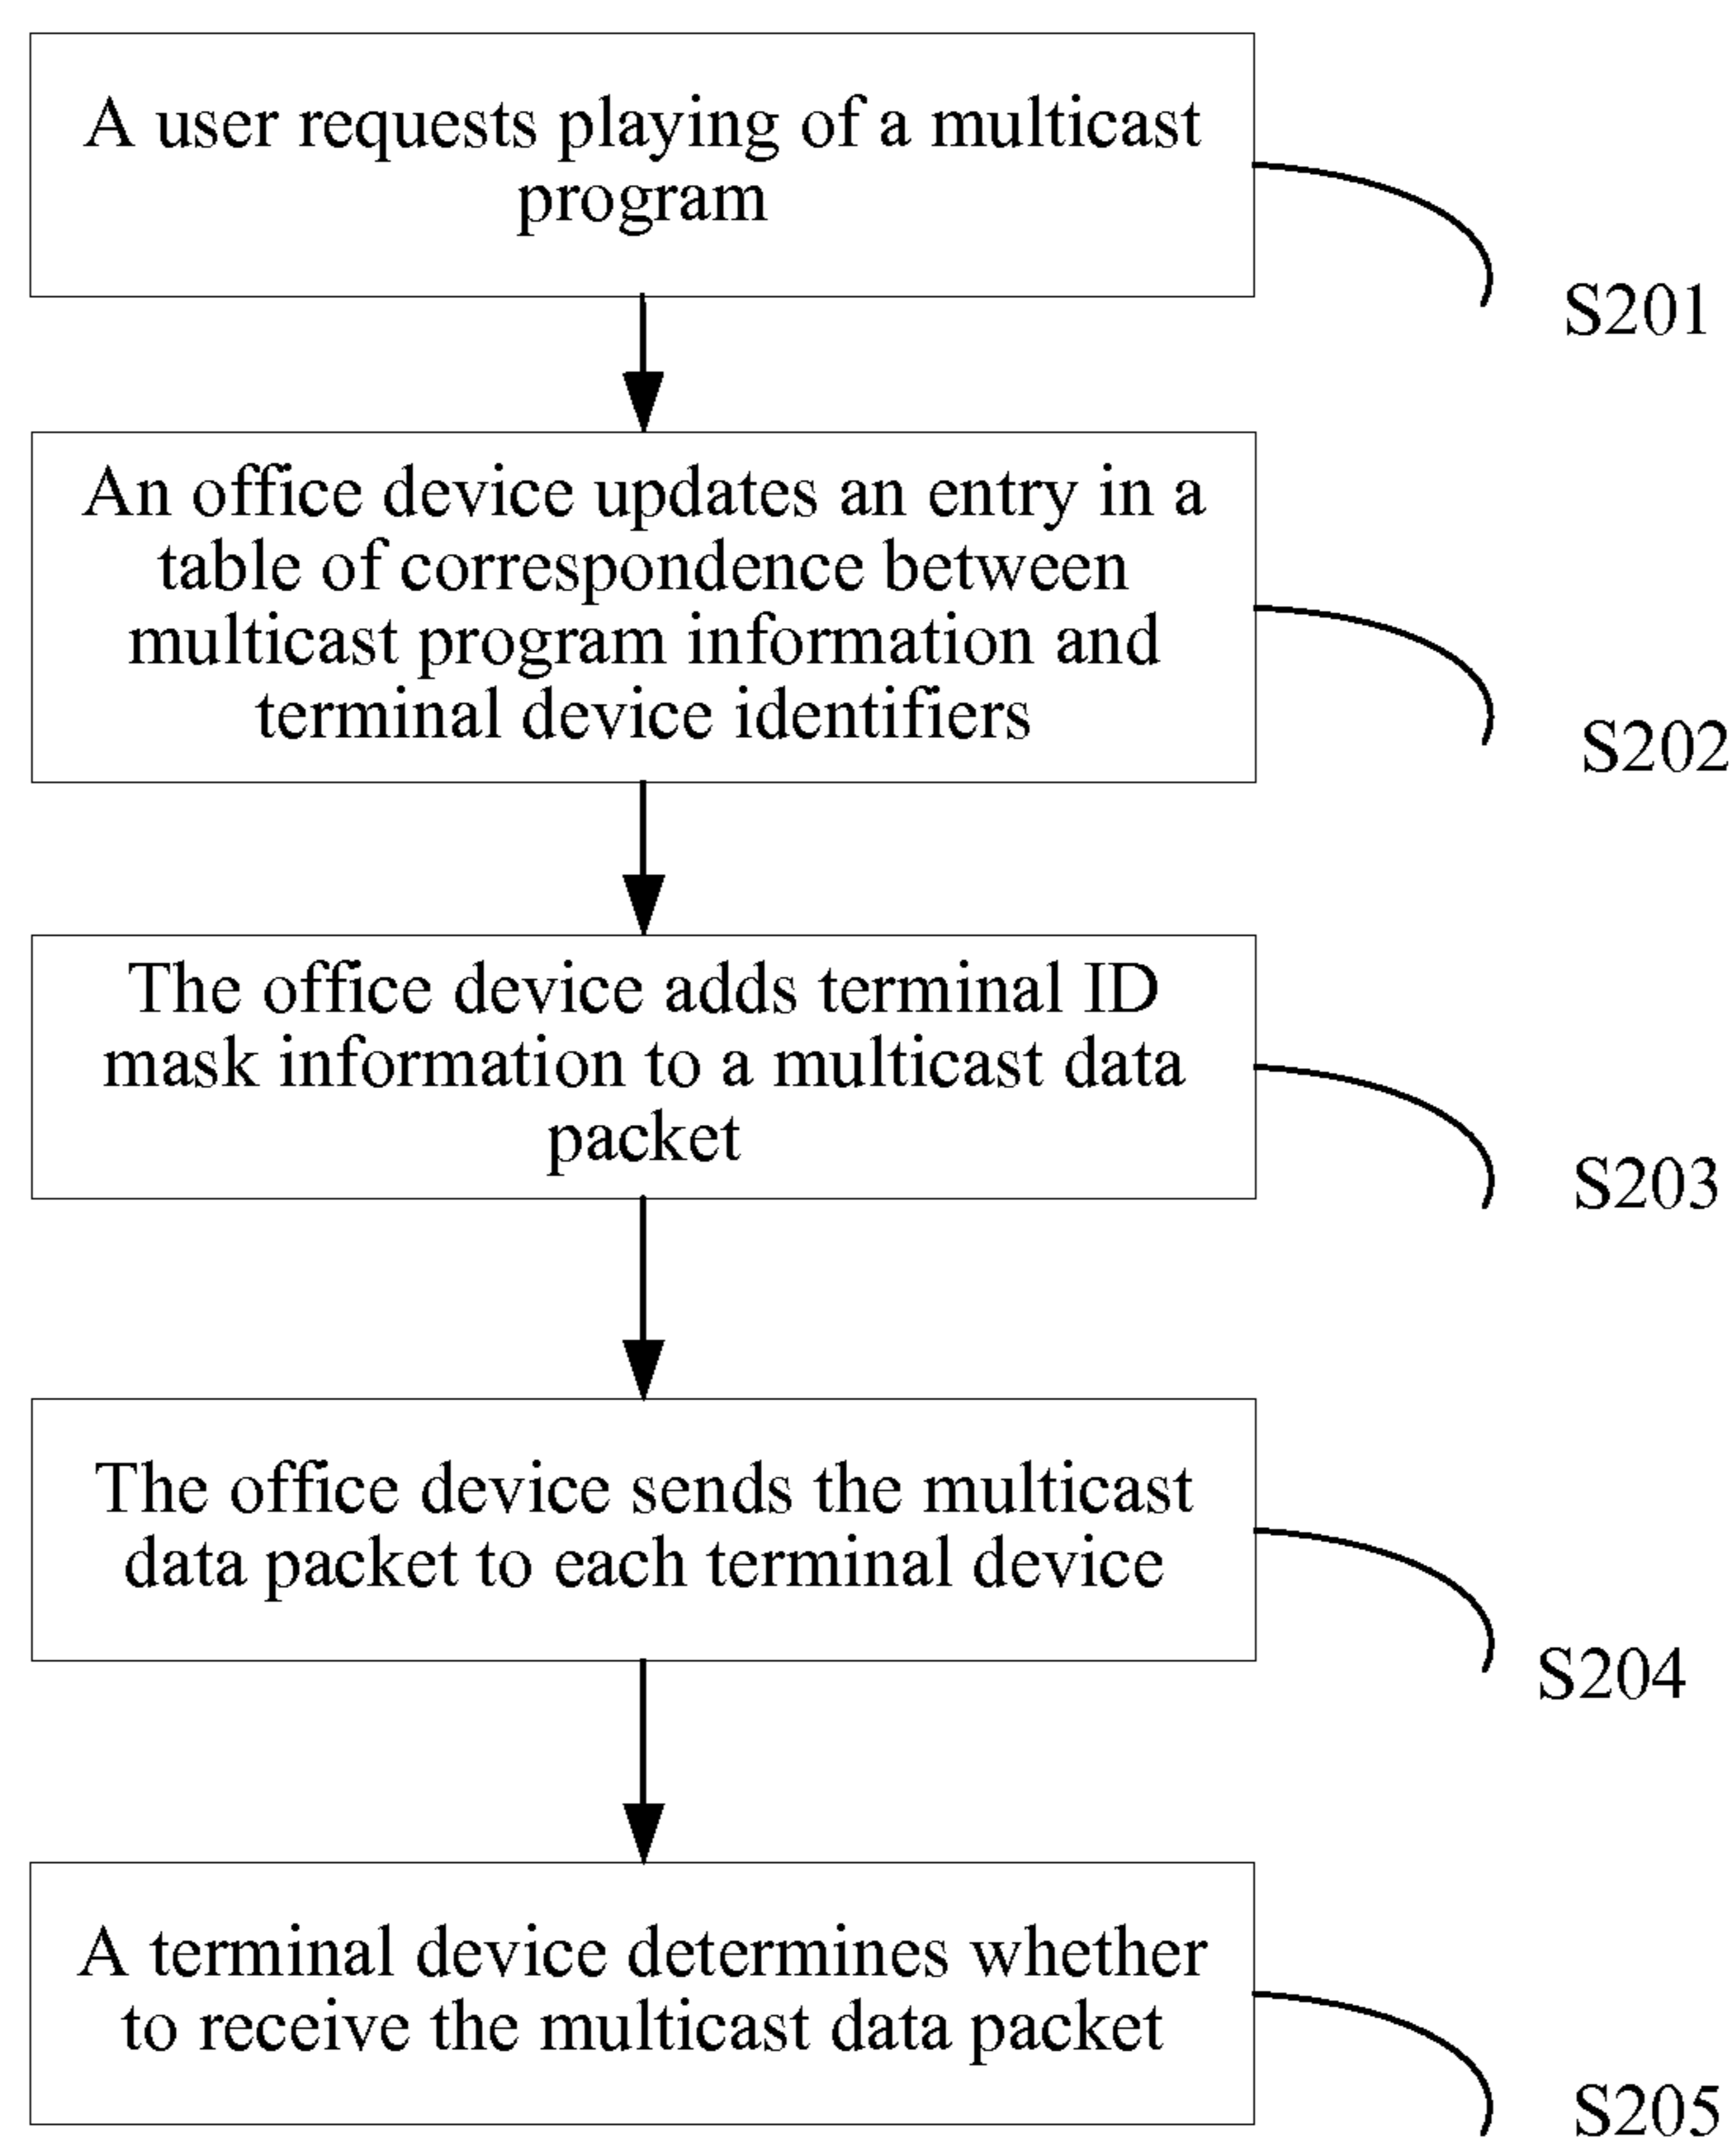 A user requests playing of a multicast
program
S201
An office device updates an entry in a
table of correspondence between
multicast program information and
terminal device identifiers
S202
The office device adds terminal ID
mask information to a multicast data
packet
S203
The office device sends the multicast
data packet to each terminal device
S204
A terminal device determines whether
to receive the multicast data packet
S205